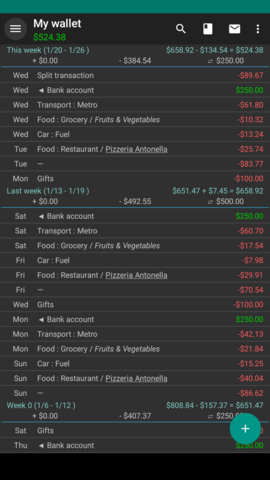 My wallet
$524.38
This week (1/20 - 1/26 ) $658.92 - $134.54 = $524.38
+ $0.00 - $384.54 ⇄ $250.00
Wed Split transaction -$89.67
Wed ◄ Bank account $250.00
Wed Transport : Metro -$61.80
Wed Food : Grocery / Fruits & Vegetables -$10.32
Wed Car : Fuel -$13.24
Tue Food : Restaurant / Pizzeria Antonella -$25.74
Tue — -$83.77
Mon Gifts -$100.00
Last week (1/13 - 1/19 ) $651.47 + $7.45 = $658.92
+ $0.00 - $492.55 ⇄ $500.00
Sat ◄ Bank account $250.00
Sat Transport : Metro -$60.70
Sat Food : Grocery / Fruits & Vegetables -$17.54
Fri Car : Fuel -$7.98
Fri Food : Restaurant / Pizzeria Antonella -$29.91
Fri — -$70.54
Wed Gifts -$100.00
Mon ◄ Bank account $250.00
Mon Transport : Metro -$42.13
Mon Food : Grocery / Fruits & Vegetables -$21.84
Sun Car : Fuel -$15.25
Sun Food : Restaurant / Pizzeria Antonella -$40.04
Sun — -$86.62
Week 0 (1/6 - 1/12 ) $808.84 - $157.37 = $651.47
+ $0.00 - $407.37 ⇄
Sat Gifts
Thu ◄ Bank account $250.00